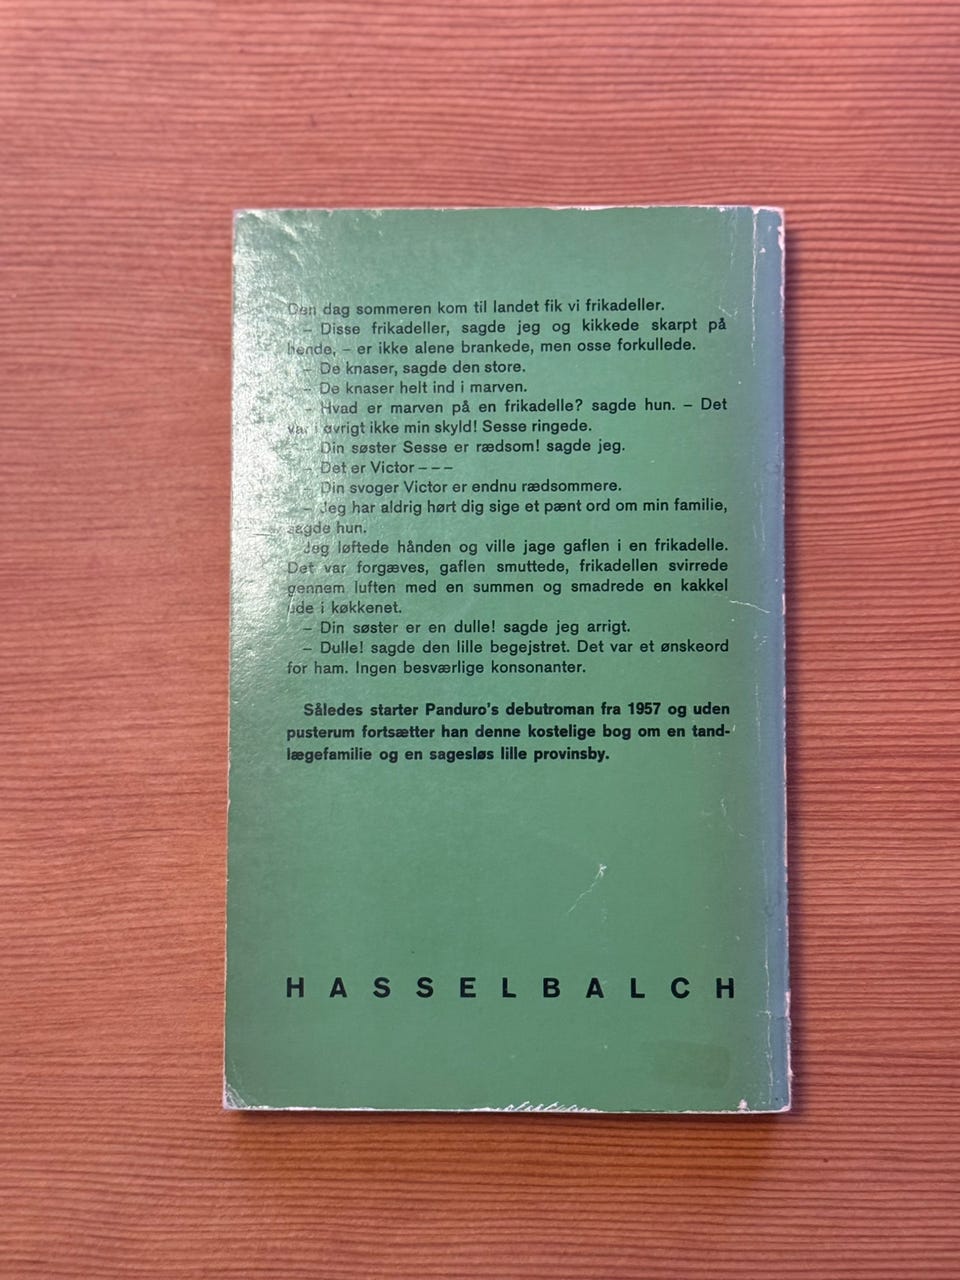 Den dag sommeren kom til landet fik vi frikadeller.
– Disse frikadeller, sagde jeg og kikkede skarpt på
hende, – er ikke alene brankede, men osse forkullede.
– De knaser, sagde den store.
– De knaser helt ind i marven.
– Hvad er marven på en frikadelle? sagde hun. – Det
var i øvrigt ikke min skyld! Sesse ringede.
– Din søster Sesse er rædsom! sagde jeg.
– Det er Victor – – –
– Din svoger Victor er endnu rædsommere.
– Jeg har aldrig hørt dig sige et pænt ord om min familie,
sagde hun.
Jeg løftede hånden og ville jage gaflen i en frikadelle.
Det var forgæves, gaflen smuttede, frikadellen svirrede
gennem luften med en summen og smadrede en kakkel
ude i køkkenet.
– Din søster er en dulle! sagde jeg arrigt.
– Dulle! sagde den lille begejstret. Det var et ønskeord
for ham. Ingen besværlige konsonanter.
Således starter Panduro's debutroman fra 1957 og uden
pusterum fortsætter han denne kostelige bog om en tand-
lægefamilie og en sagesløs lille provinsby.
HASSELBALCH